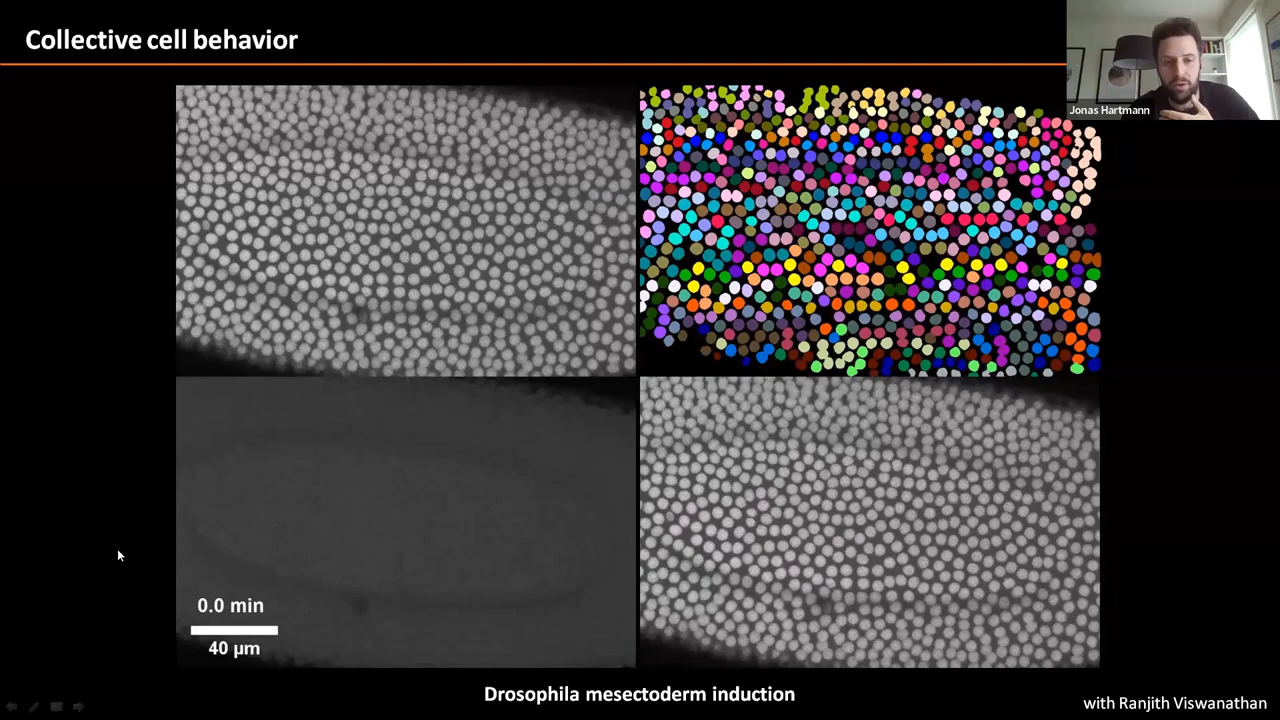 Collective cell behavior
Jonas Hartmann
0.0 min
40 µm
Drosophila mesectoderm induction
with Ranjith Viswanathan